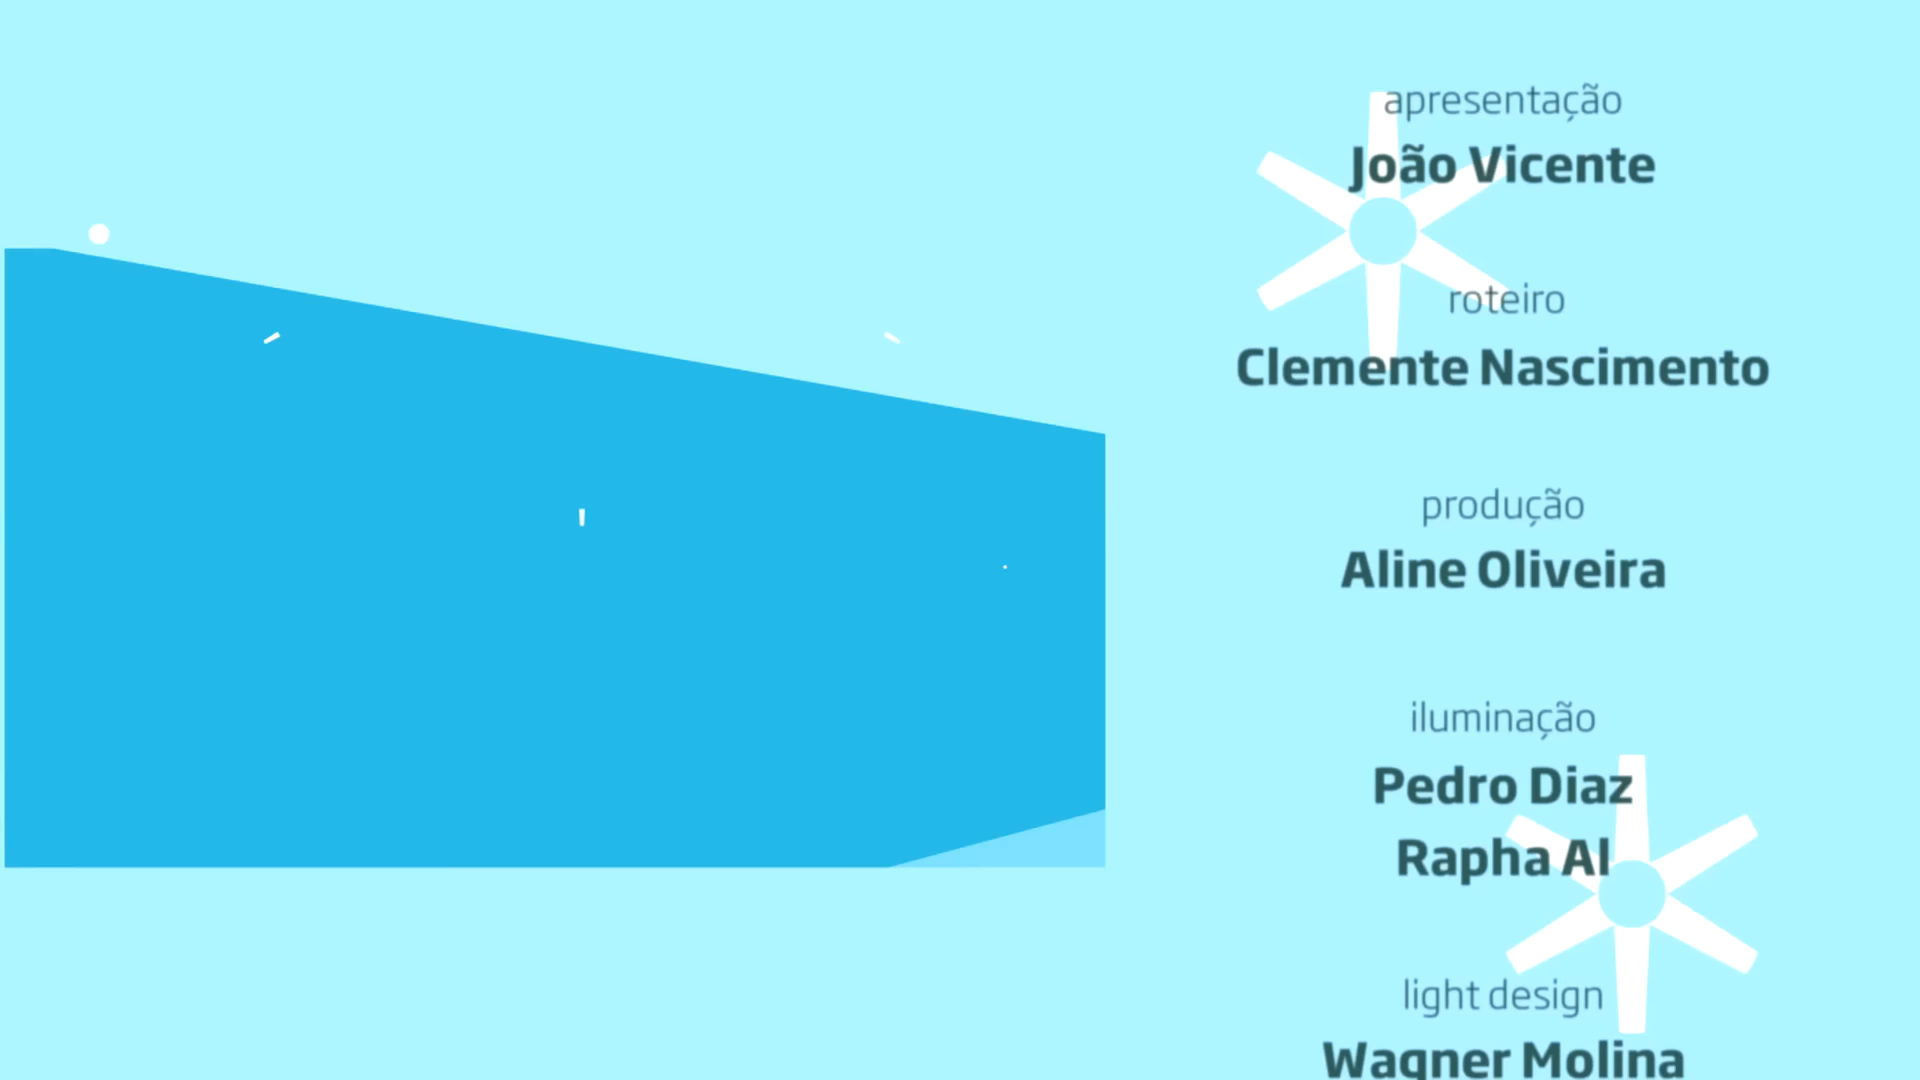 apresentação
João Vicente
roteiro
Clemente Nascimento
produção
Aline Oliveira
iluminação
Pedro Diaz
Rapha Al
light design
Wagner Molina